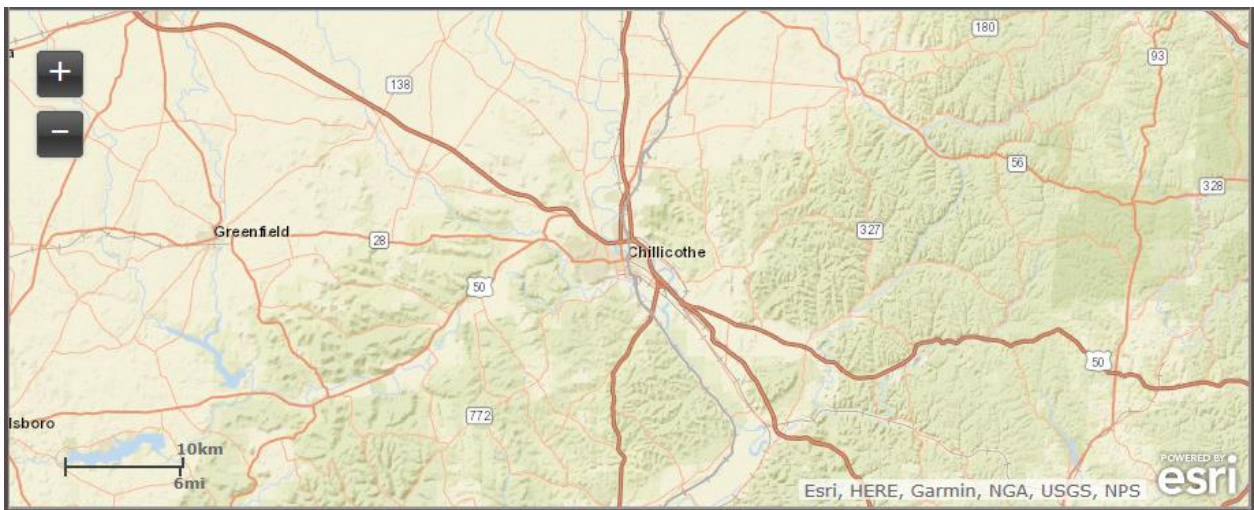 180
+
93
138
−
56
328
327
Greenfield
28
Chillicothe
50
50
772
lsboro
10km
6mi
POWERED BY
esri
Esri, HERE, Garmin, NGA, USGS, NPS